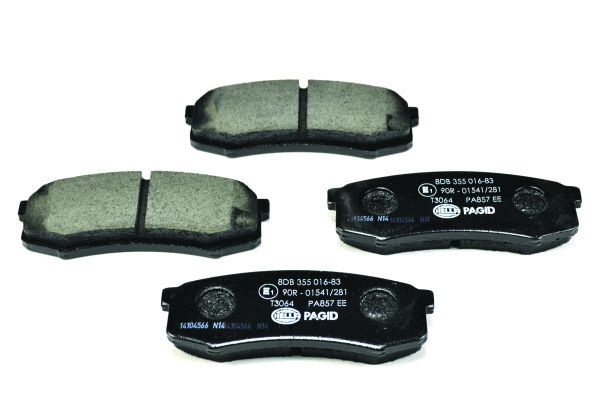 8DB 355 016-83
E1 90R - 01541/281
T3064 PA857 EE
14104566 N14 14104566 N14
HELLA PAGID
8DB 355 016-83
E1 90R - 01541/281
T3064 PA857 EE
14104566 N14 14104566 N14
HELLA PAGID